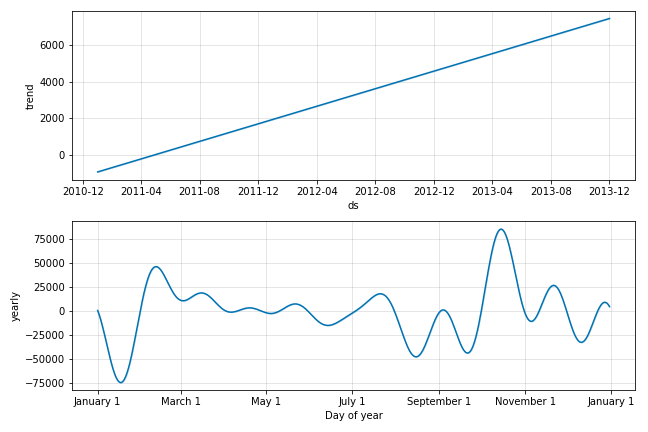 6000
4000
2000
0
trend
2010-12 2011-04 2011-08 2011-12 2012-04 2012-08 2012-12 2013-04 2013-08 2013-12
ds
75000
50000
25000
0
−25000
−50000
−75000
yearly
January 1 March 1 May 1 July 1 September 1 November 1 January 1
Day of year